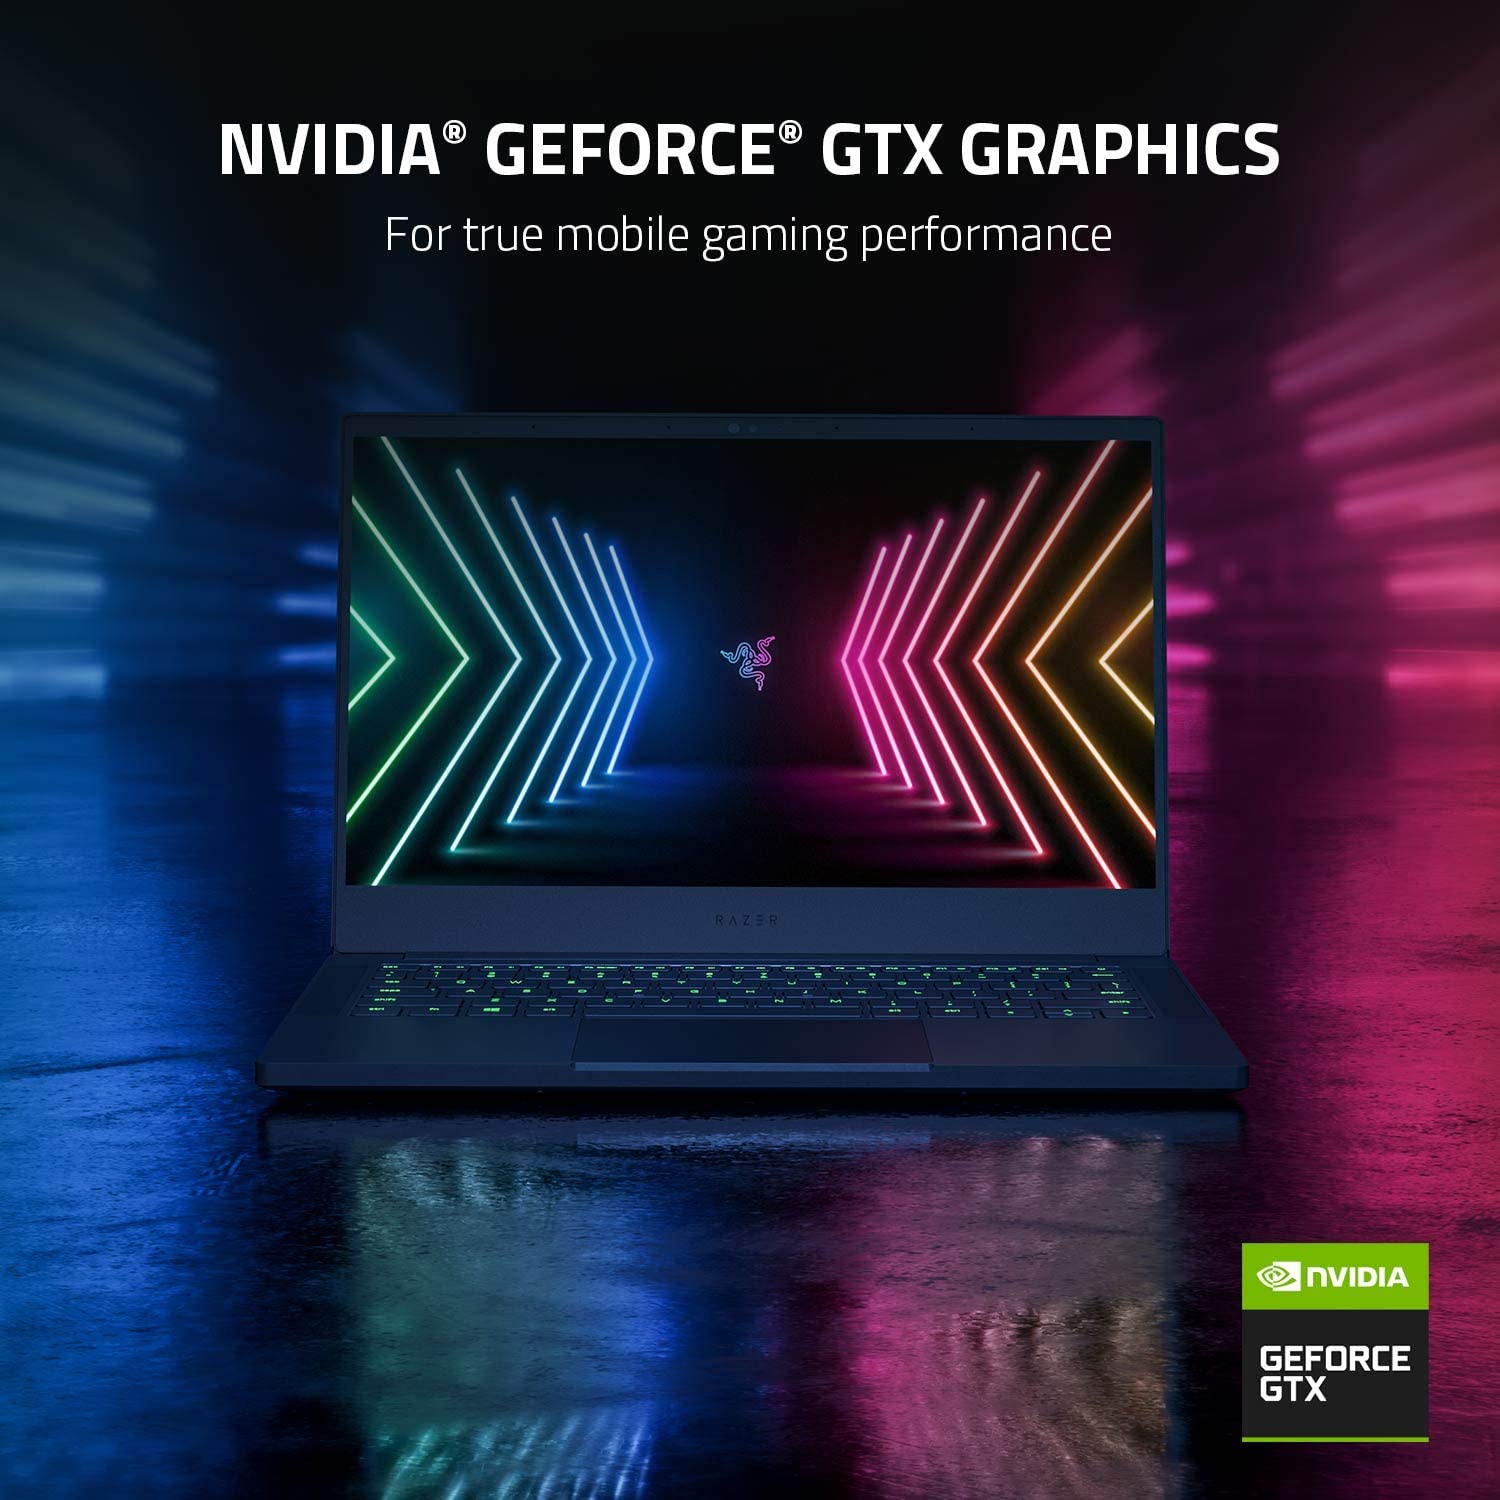 NVIDIA® GEFORCE® GTX GRAPHICS
For true mobile gaming performance
RAZER
NVIDIA
GEFORCE
GTX